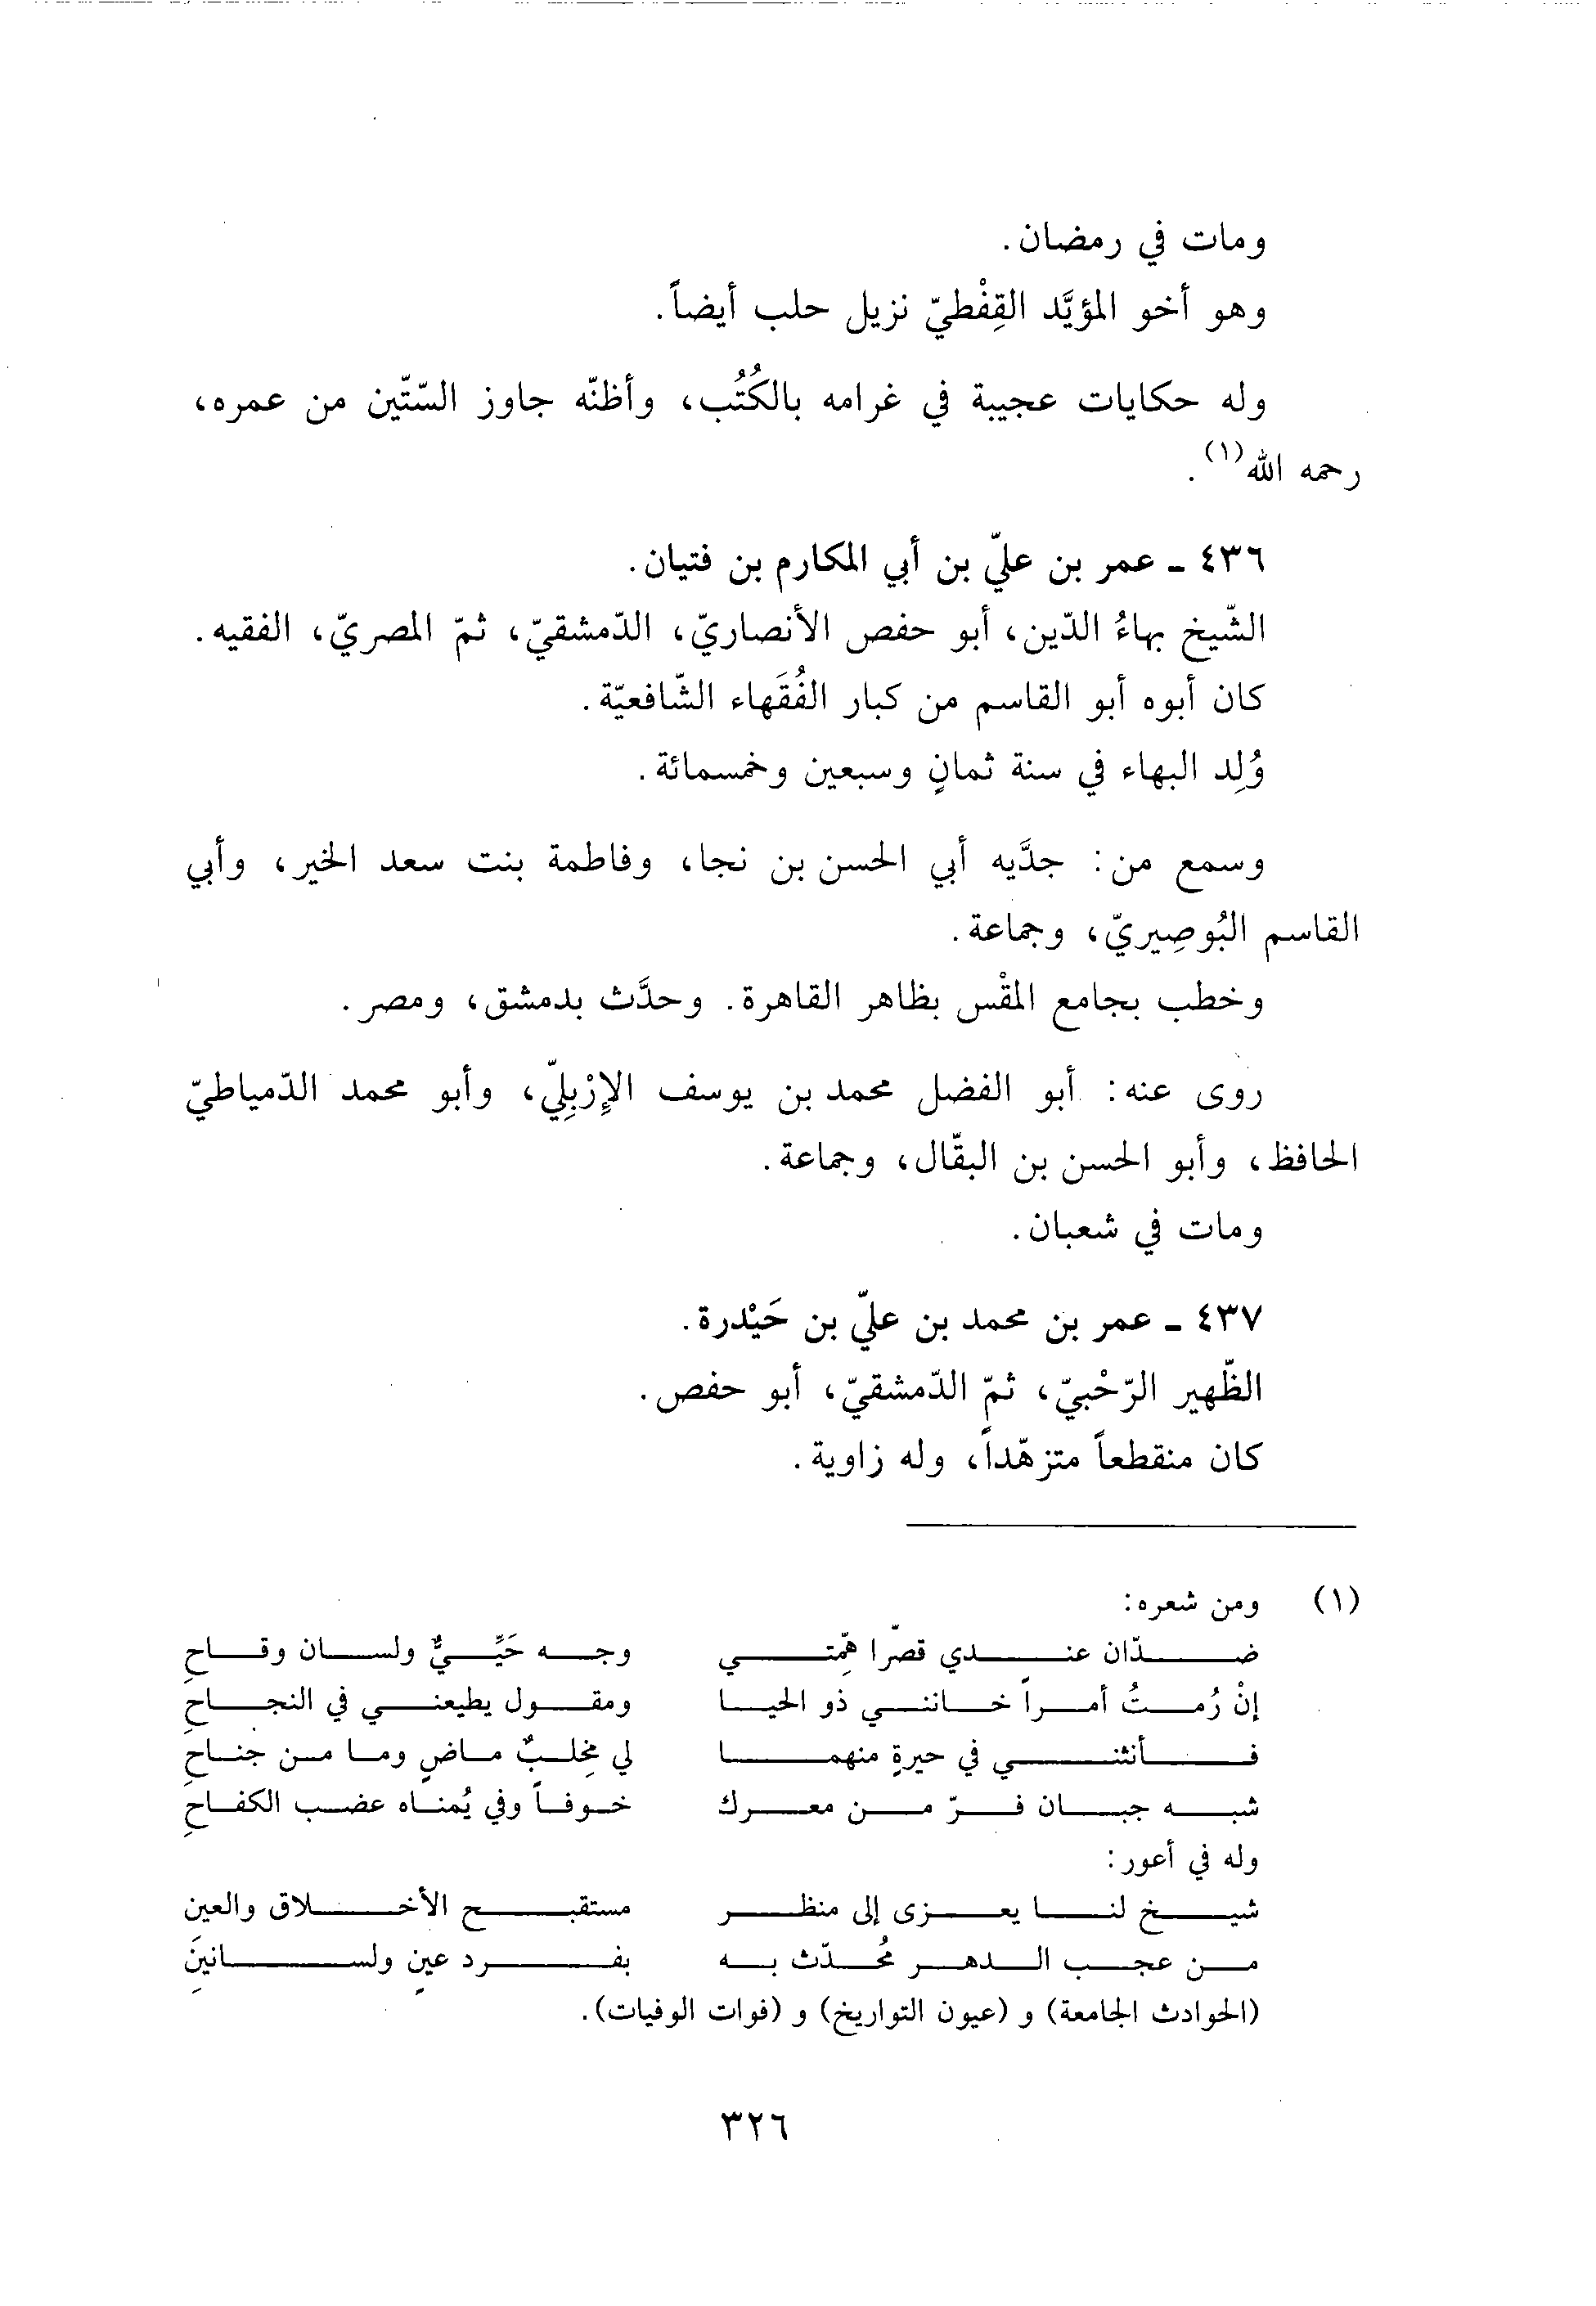 ومات في رمضان.
وهو أخو المؤيَّد القِفْطيّ نزيل حلب أيضاً.
وله حكايات عجيبة في غرامه بالكُتُب، وأظنّه جاوز السّتّين من عمره،
رحمه الله(١).
٤٣٦ - عمر بن عليّ بن أبي المكارم بن فتيان.
الشّيخ بهاءُ الدّين، أبو حفص الأنصاريّ، الدّمشقيّ، ثمّ المصريّ، الفقيه.
كان أبوه أبو القاسم من كبار الفُقَهاء الشّافعيّة.
وُلِد البهاء في سنة ثمانٍ وسبعين وخمسمائة.
وسمع من: جدَّيه أبي الحسن بن نجا، وفاطمة بنت سعد الخير، وأبي
القاسم البُوصِيريّ، وجماعة.
وخطب بجامع المقْس بظاهر القاهرة. وحدَّث بدمشق، ومصر.
روى عنه: أبو الفضل محمد بن يوسف الإرْبِليّ، وأبو محمد الدّمياطيّ
الحافظ، وأبو الحسن بن البقّال، وجماعة.
ومات في شعبان.
٤٣٧ - عمر بن محمد بن عليّ بن حَيْدرة.
الظّهير الرّحْبيّ، ثمّ الدّمشقيّ، أبو حفص.
كان منقطعاً متزهّداً، وله زاوية.
(١) ومن شعره:
ضدّان عندي قصّرا همّتي وجه حَيِّيٌّ ولسان وقاحِ
إنْ رُمتُ أمراً خانني ذو الحيا ومقول يطيعني في النجاحِ
فأنثني في حيرةٍ منهما لي مخِلبٌ ماضٍ وما من جناحِ
شبه جبان فرّ من معرك خوفاً وفي يُمناه عضب الكفاحِ
وله في أعور:
شيخ لنا يعزى إلى منظر مستقبح الأخلاق والعين
من عجب الدهر مُحدّث به بفرد عينٍ ولسانينِ
(الحوادث الجامعة) و (عيون التواريخ) و (فوات الوفيات).
٣٢٦